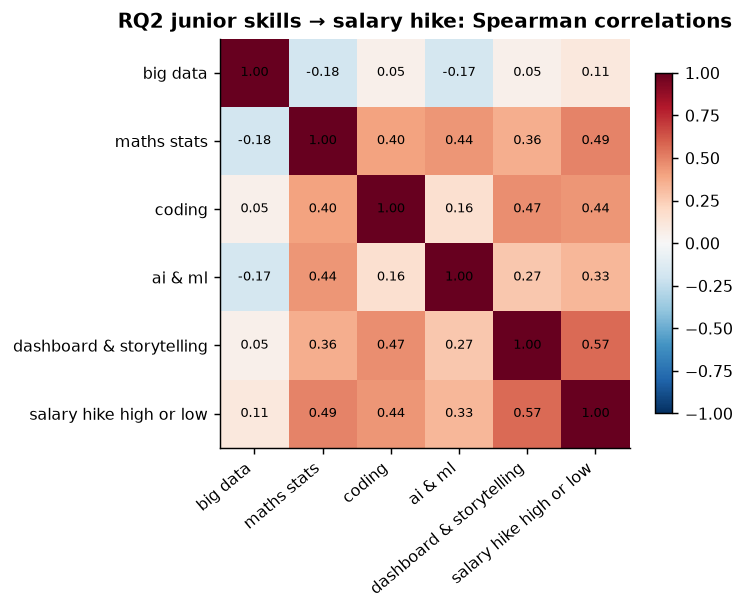 RQ2 junior skills → salary hike: Spearman correlations
big data 1.00 -0.18 0.05 -0.17 0.05 0.11
maths stats -0.18 1.00 0.40 0.44 0.36 0.49
coding 0.05 0.40 1.00 0.16 0.47 0.44
ai & ml -0.17 0.44 0.16 1.00 0.27 0.33
dashboard & storytelling 0.05 0.36 0.47 0.27 1.00 0.57
salary hike high or low 0.11 0.49 0.44 0.33 0.57 1.00
big data
maths stats
coding
ai & ml
dashboard & storytelling
salary hike high or low
1.00
0.75
0.50
0.25
0.00
−0.25
−0.50
−0.75
−1.00